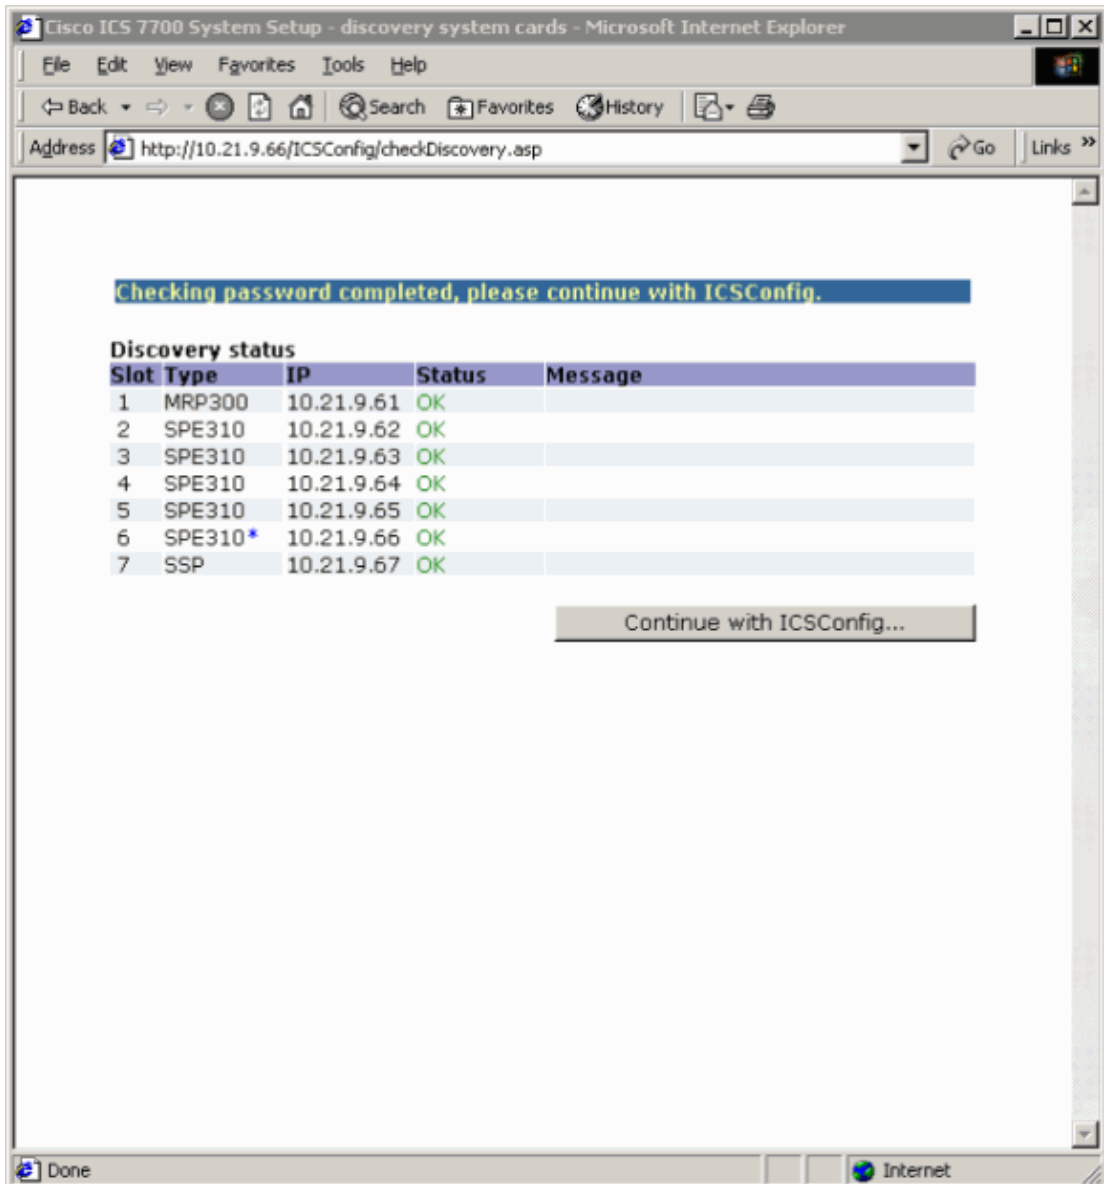 Cisco ICS 7700 System Setup - discovery system cards - Microsoft Internet Explorer
File Edit View Favorites Tools Help
Back Search Favorites History
Address http://10.21.9.66/ICSConfig/checkDiscovery.asp Go Links »
Checking password completed, please continue with ICSConfig.
Discovery status
Slot Type IP Status Message
1 MRP300 10.21.9.61 OK
2 SPE310 10.21.9.62 OK
3 SPE310 10.21.9.63 OK
4 SPE310 10.21.9.64 OK
5 SPE310 10.21.9.65 OK
6 SPE310* 10.21.9.66 OK
7 SSP 10.21.9.67 OK
Continue with ICSConfig...
Done Internet